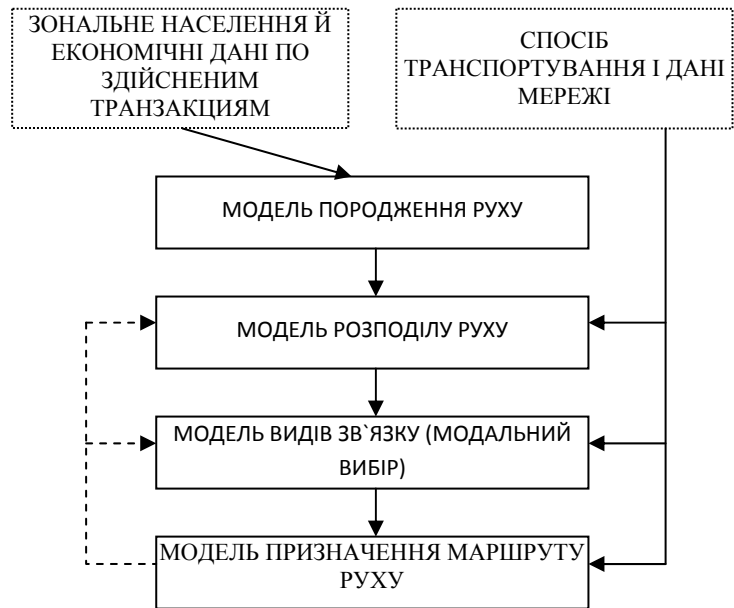 ЗОНАЛЬНЕ НАСЕЛЕННЯ Й
ЕКОНОМІЧНІ ДАНІ ПО
ЗДІЙСНЕНИМ
ТРАНЗАКЦИЯМ
СПОСІБ
ТРАНСПОРТУВАННЯ І ДАНІ
МЕРЕЖІ
МОДЕЛЬ ПОРОДЖЕННЯ РУХУ
МОДЕЛЬ РОЗПОДІЛУ РУХУ
МОДЕЛЬ ВИДІВ ЗВ`ЯЗКУ (МОДАЛЬНИЙ
ВИБІР)
МОДЕЛЬ ПРИЗНАЧЕННЯ МАРШРУТУ
РУХУ